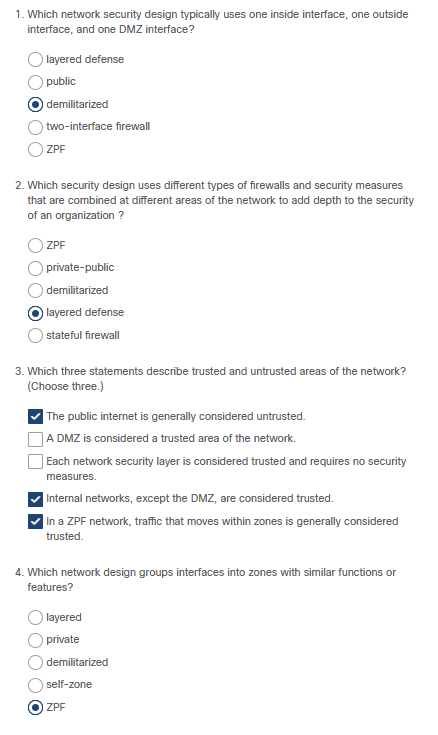 1. Which network security design typically uses one inside interface, one outside
interface, and one DMZ interface?
layered defense
public
demilitarized
two-interface firewall
ZPF
2. Which security design uses different types of firewalls and security measures
that are combined at different areas of the network to add depth to the security
of an organization ?
ZPF
private-public
demilitarized
layered defense
stateful firewall
3. Which three statements describe trusted and untrusted areas of the network?
(Choose three.)
The public internet is generally considered untrusted.
A DMZ is considered a trusted area of the network.
Each network security layer is considered trusted and requires no security
measures.
Internal networks, except the DMZ, are considered trusted.
In a ZPF network, traffic that moves within zones is generally considered
trusted.
4. Which network design groups interfaces into zones with similar functions or
features?
layered
private
demilitarized
self-zone
ZPF